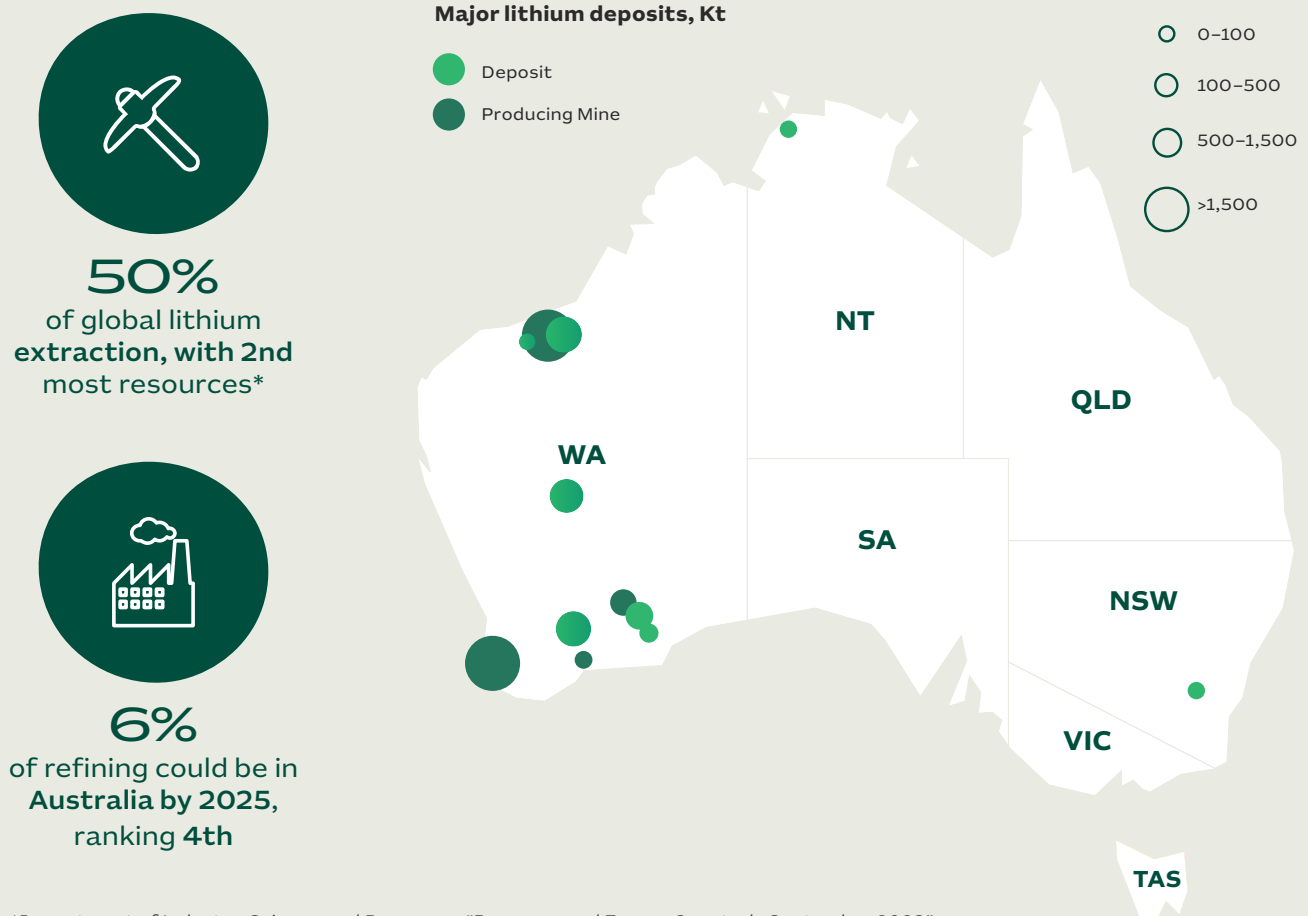 Major lithium deposits, Kt
Deposit
Producing Mine
0–100
100–500
500–1,500
>1,500
50%
of global lithium
extraction, with 2nd
most resources*
6%
of refining could be in
Australia by 2025,
ranking 4th
NT
QLD
WA
SA
NSW
VIC
TAS